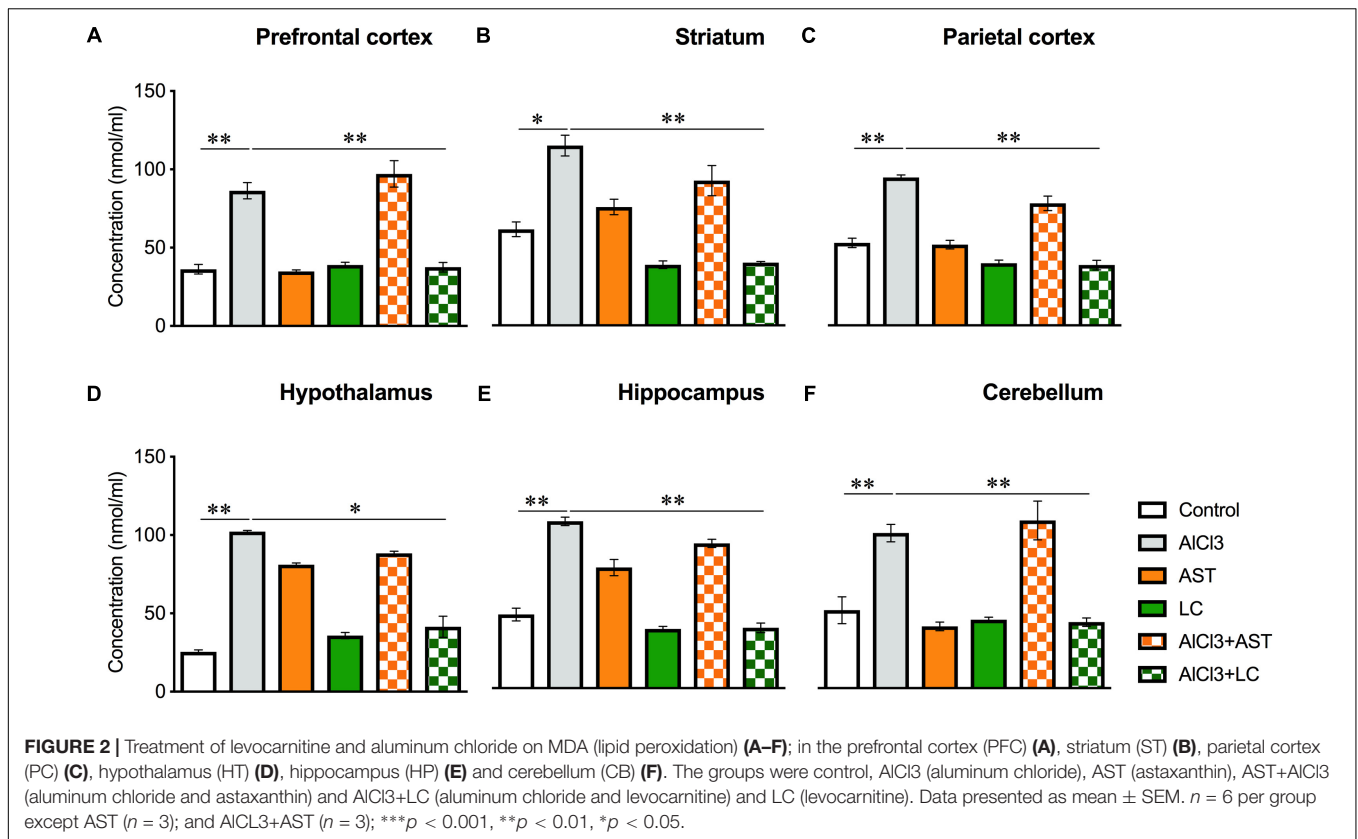 A Prefrontal cortex
B Striatum
C Parietal cortex
Concentration (nmol/ml)
150
100
50
0
** **
* **
** **
D Hypothalamus
E Hippocampus
F Cerebellum
Concentration (nmol/ml)
150
100
50
0
** *
** **
** **
Control
AlCl3
AST
LC
AlCl3+AST
AlCl3+LC
FIGURE 2 | Treatment of levocarnitine and aluminum chloride on MDA (lipid peroxidation) (A–F); in the prefrontal cortex (PFC) (A), striatum (ST) (B), parietal cortex
(PC) (C), hypothalamus (HT) (D), hippocampus (HP) (E) and cerebellum (CB) (F). The groups were control, AlCl3 (aluminum chloride), AST (astaxanthin), AST+AlCl3
(aluminum chloride and astaxanthin) and AlCl3+LC (aluminum chloride and levocarnitine) and LC (levocarnitine). Data presented as mean ± SEM. n = 6 per group
except AST (n = 3); and AlCL3+AST (n = 3); ***p < 0.001, **p < 0.01, *p < 0.05.